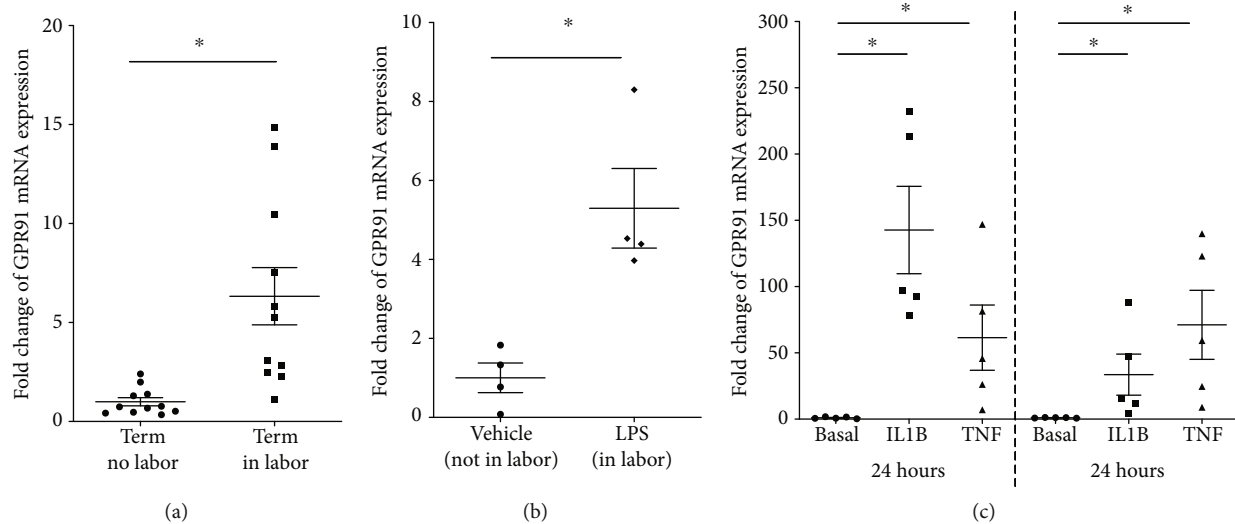 Fold change of GPR91 mRNA expression
20
15
10
5
0
*
Term
no labor
Term
in labor
(a)
Fold change of GPR91 mRNA expression
10
8
6
4
2
0
*
Vehicle
(not in labor)
LPS
(in labor)
(b)
Fold change of GPR91 mRNA expression
300
250
200
150
100
50
0
*
*
*
*
Basal IL1B TNF
24 hours
Basal IL1B TNF
24 hours
(c)